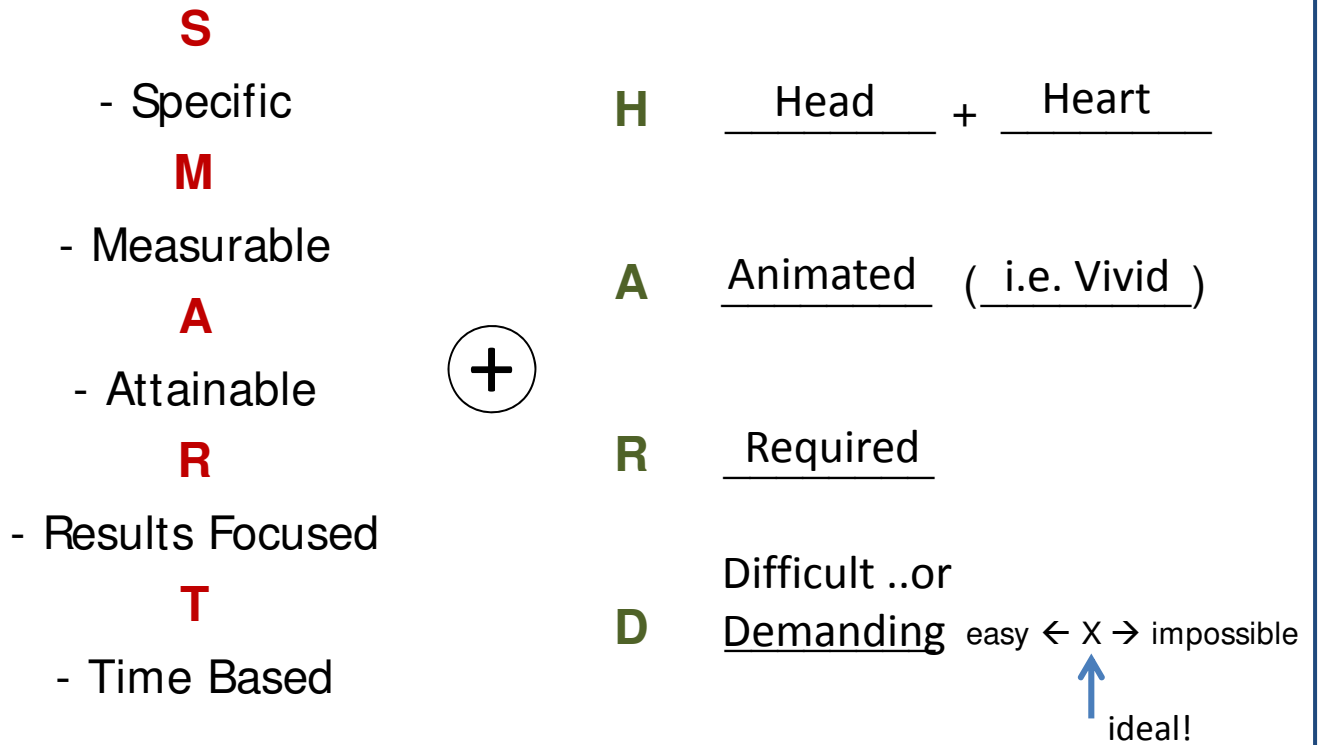 S
- Specific
M
- Measurable
A
- Attainable
R
- Results Focused
T
- Time Based
+
H Head + Heart
A Animated (i.e. Vivid)
R Required
Difficult ..or
D Demanding easy ← X → impossible
ideal!